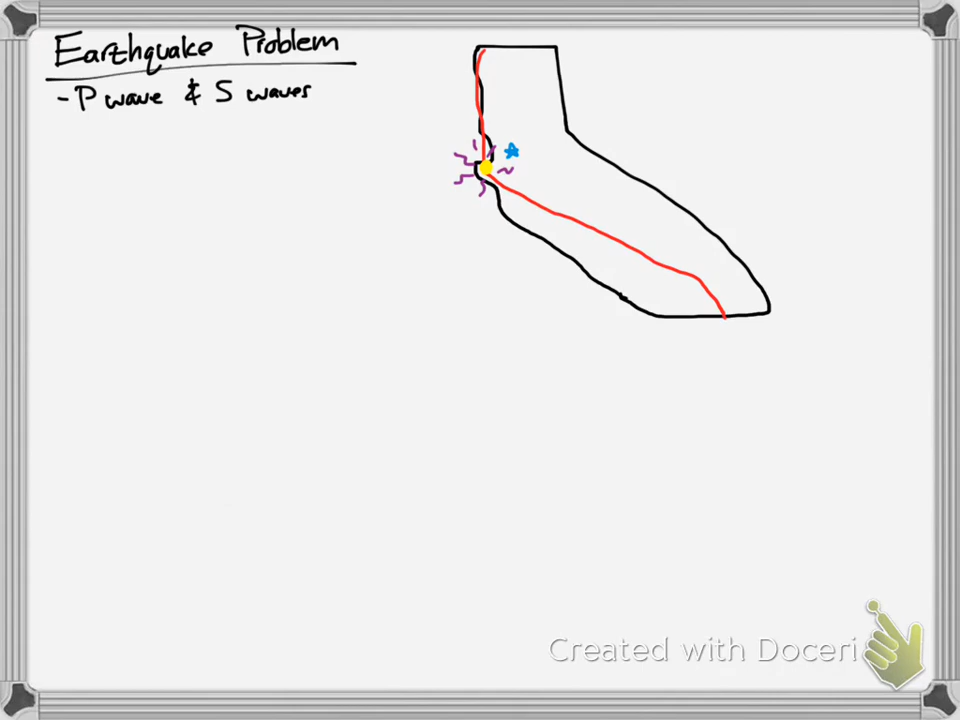 Earthquake Problem
- P wave & S waves
Created with Doceri